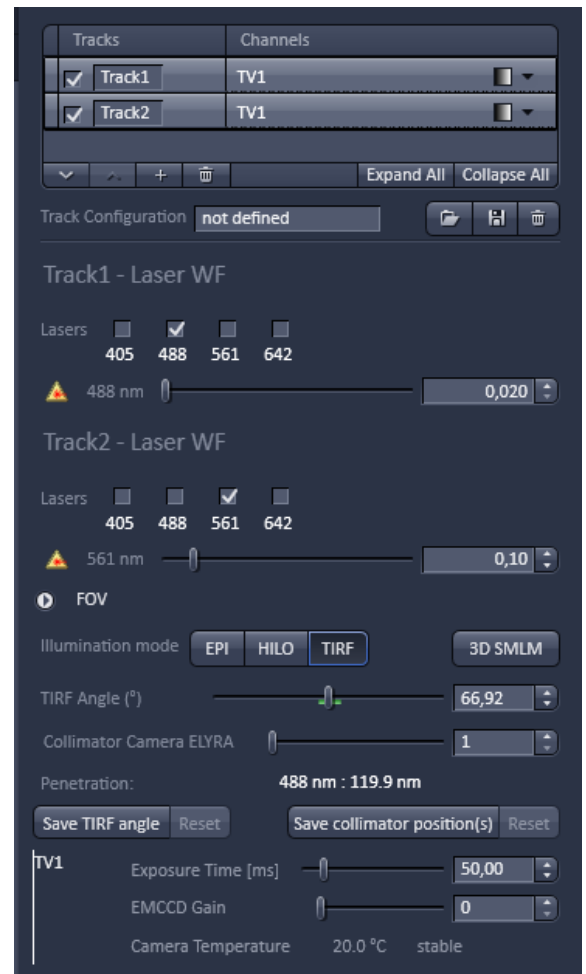 Tracks Channels
Track1 TV1
Track2 TV1
Expand All Collapse All
Track Configuration not defined
Track1 - Laser WF
Lasers
405 488 561 642
488 nm 0,020
Track2 - Laser WF
Lasers
405 488 561 642
561 nm 0,10
FOV
Illumination mode EPI HILO TIRF 3D SMLM
TIRF Angle (°) 66,92
Collimator Camera ELYRA 1
Penetration: 488 nm : 119.9 nm
Save TIRF angle Reset Save collimator position(s) Reset
TV1 Exposure Time [ms] 50,00
EMCCD Gain 0
Camera Temperature 20.0 °C stable